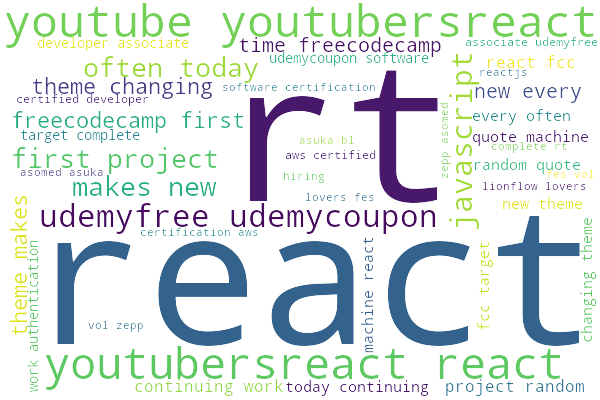 youtube youtubersreact
developer associate
time freecodecamp
associate udemyfree
often today
udemycoupon software
react fcc
reactjs
theme changing
software certification
new every
certified developer
rt
javascript
freecodecamp first
every often
target complete
zepp asomed
quote machine
asuka bl
complete rt
first project
aws certified
random quote
asomed asuka
hiring
fes vol
makes new
lionflow lovers
lovers fes
new theme
udemyfree udemycoupon
theme makes
certification aws
react
work authentication
machine react
fcc target
changing theme
vol zepp
youtubersreact react
continuing work
today continuing
project random